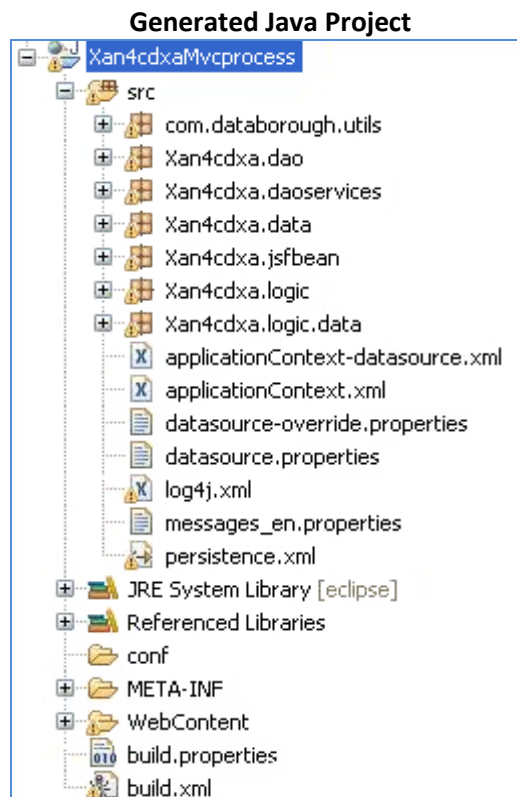 Generated Java Project
Xan4cdxaMvcprocess
src
com.databorough.utils
Xan4cdxa.dao
Xan4cdxa.daoservices
Xan4cdxa.data
Xan4cdxa.jsfbean
Xan4cdxa.logic
Xan4cdxa.logic.data
applicationContext-datasource.xml
applicationContext.xml
datasource-override.properties
datasource.properties
log4j.xml
messages_en.properties
persistence.xml
JRE System Library [eclipse]
Referenced Libraries
conf
META-INF
WebContent
build.properties
build.xml